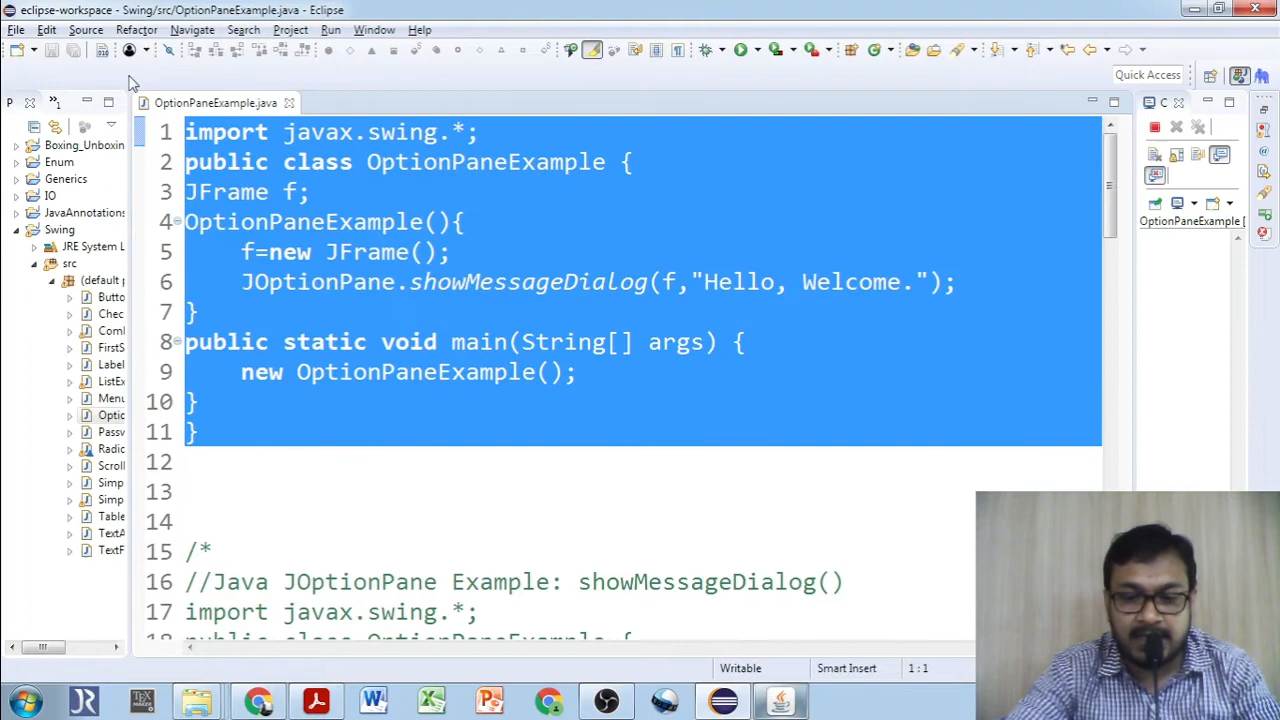 eclipse-workspace - Swing/src/OptionPaneExample.java - Eclipse
File Edit Source Refactor Navigate Search Project Run Window Help
Quick Access
P
OptionPaneExample.java
C
Boxing_Unboxin
Enum
Generics
IO
JavaAnnotations
Swing
JRE System L
src
(default p
Butto
Chec
Coml
FirstS
Label
ListEx
Menu
Optic
Passv
Radic
Scroll
Simp
Simp
Table
TextA
TextF
1 import javax.swing.*;
2 public class OptionPaneExample {
3 JFrame f;
4 OptionPaneExample(){
5 f=new JFrame();
6 JOptionPane.showMessageDialog(f,"Hello, Welcome.");
7 }
8 public static void main(String[] args) {
9 new OptionPaneExample();
10 }
11 }
12
13
14
15 /*
16 //Java JOptionPane Example: showMessageDialog()
17 import javax.swing.*;
18 public class OptionPaneExample {
OptionPaneExample [
Writable Smart Insert 1 : 1